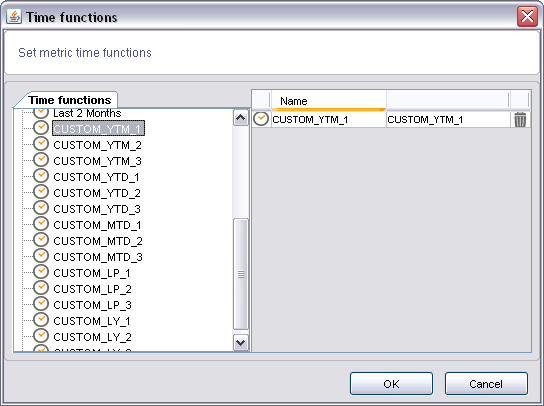 Time functions
Set metric time functions
Time functions
Last 2 Months
CUSTOM_YTM_1
CUSTOM_YTM_2
CUSTOM_YTM_3
CUSTOM_YTD_1
CUSTOM_YTD_2
CUSTOM_YTD_3
CUSTOM_MTD_1
CUSTOM_MTD_2
CUSTOM_MTD_3
CUSTOM_LP_1
CUSTOM_LP_2
CUSTOM_LP_3
CUSTOM_LY_1
CUSTOM_LY_2
Name
CUSTOM_YTM_1 CUSTOM_YTM_1
OK Cancel